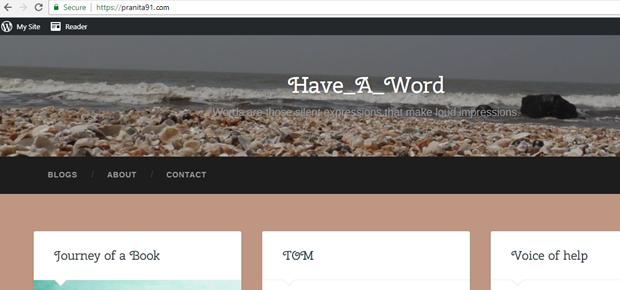 Secure | https://pranita91.com
My Site Reader
Have_A_Word
Words are those silent expressions that make loud impressions.
BLOGS / ABOUT / CONTACT
Journey of a Book
T&M
Voice of help